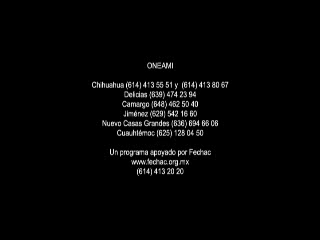 ONEAMI
Chihuahua (614) 413 55 51 y (614) 413 80 67
Delicias (639) 474 23 94
Camargo (648) 462 50 40
Jiménez (629) 542 16 60
Nuevo Casas Grandes (636) 694 66 06
Cuauhtémoc (625) 128 04 50
Un programa apoyado por Fechac
www.fechac.org.mx
(614) 413 20 20